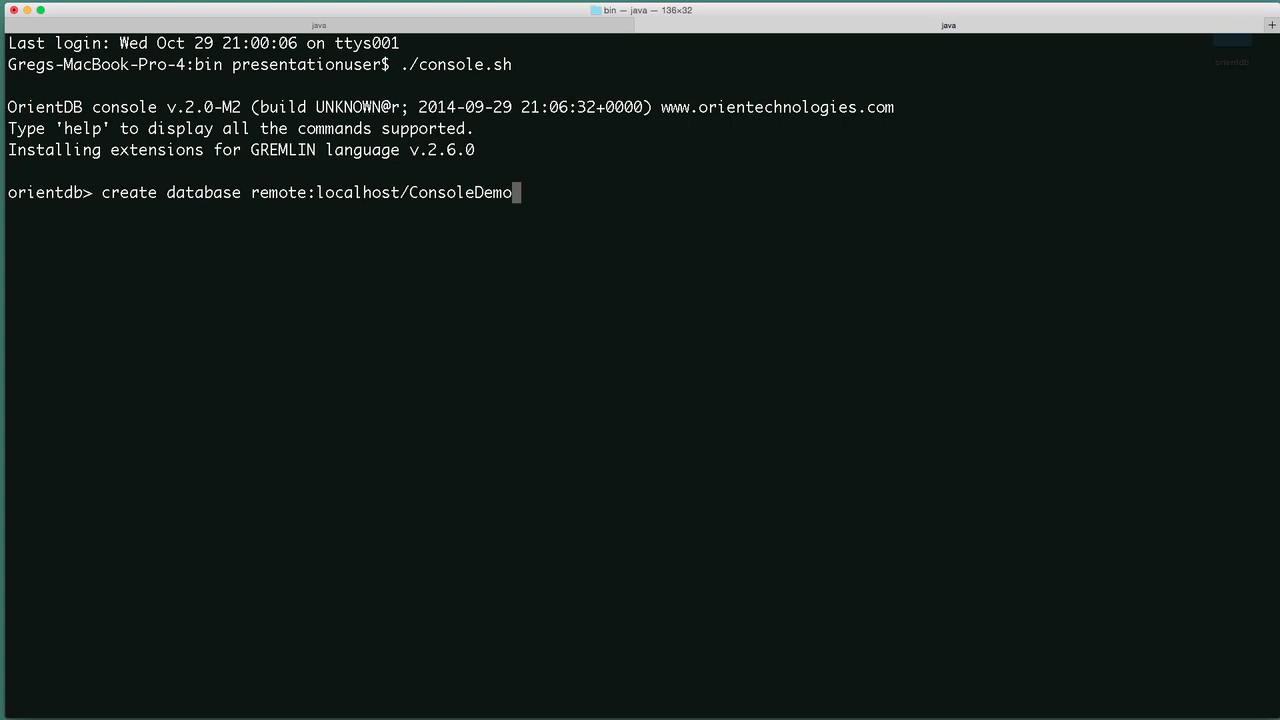 bin — java — 136×32
java
java
+
Last login: Wed Oct 29 21:00:06 on ttys001
Gregs-MacBook-Pro-4:bin presentationuser$ ./console.sh
OrientDB console v.2.0-M2 (build UNKNOWN@r; 2014-09-29 21:06:32+0000) www.orientechnologies.com
Type 'help' to display all the commands supported.
Installing extensions for GREMLIN language v.2.6.0
orientdb> create database remote:localhost/ConsoleDemo
orientdb